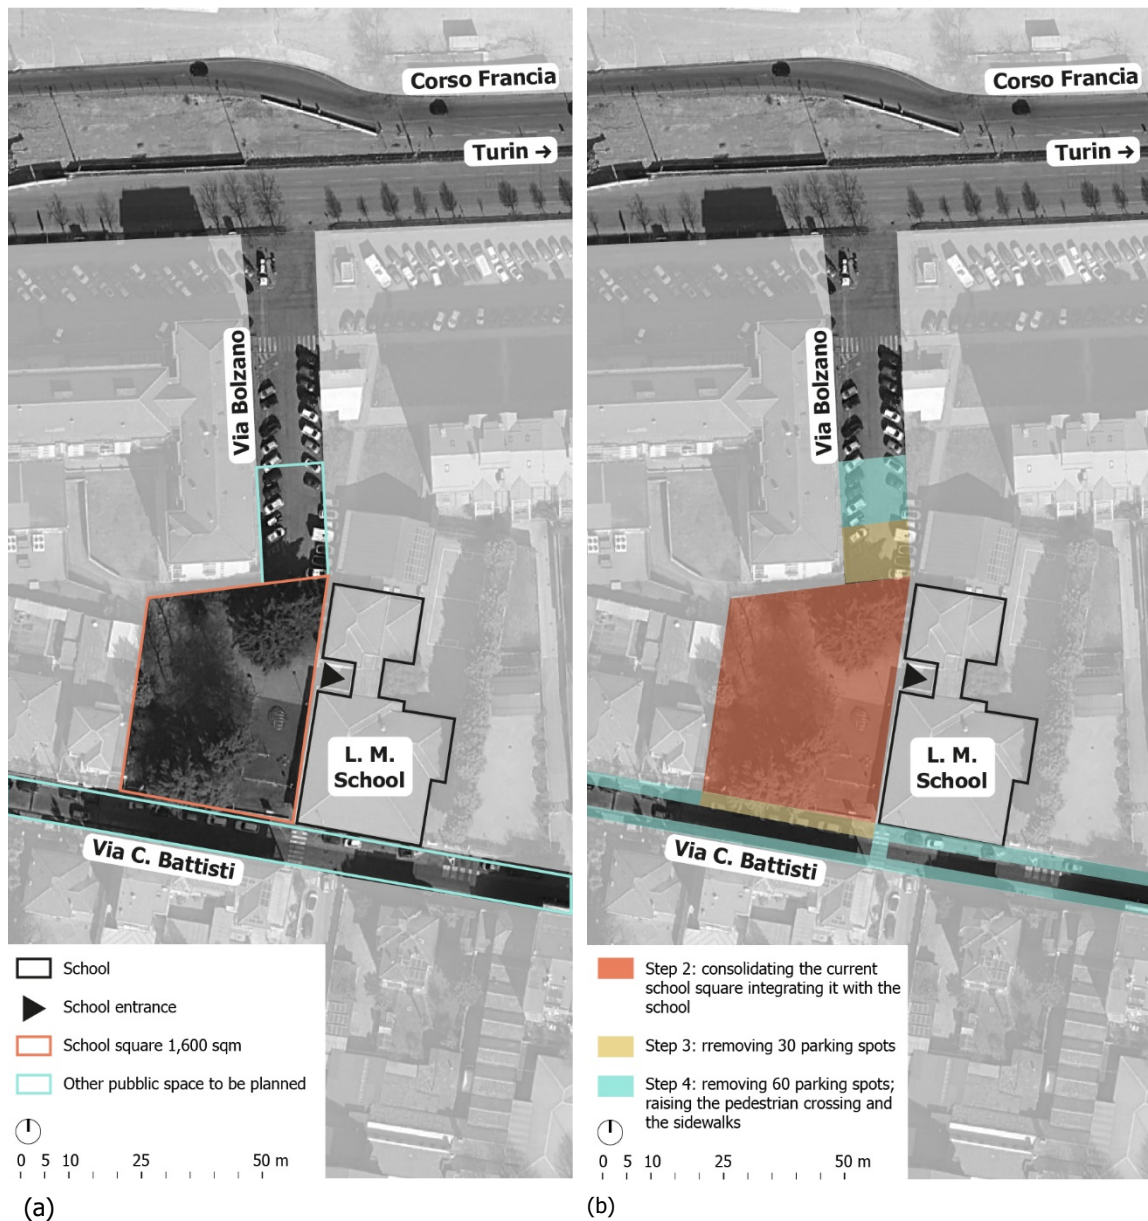 Corso Francia
Turin →
Via Bolzano
L. M.
School
Via C. Battisti
School
School entrance
School square 1,600 sqm
Other pubblic space to be planned
0 5 10 25 50 m
(a)
Corso Francia
Turin →
Via Bolzano
L. M.
School
Via C. Battisti
Step 2: consolidating the current
school square integrating it with the
school
Step 3: rremoving 30 parking spots
Step 4: removing 60 parking spots;
raising the pedestrian crossing and
the sidewalks
0 5 10 25 50 m
(b)